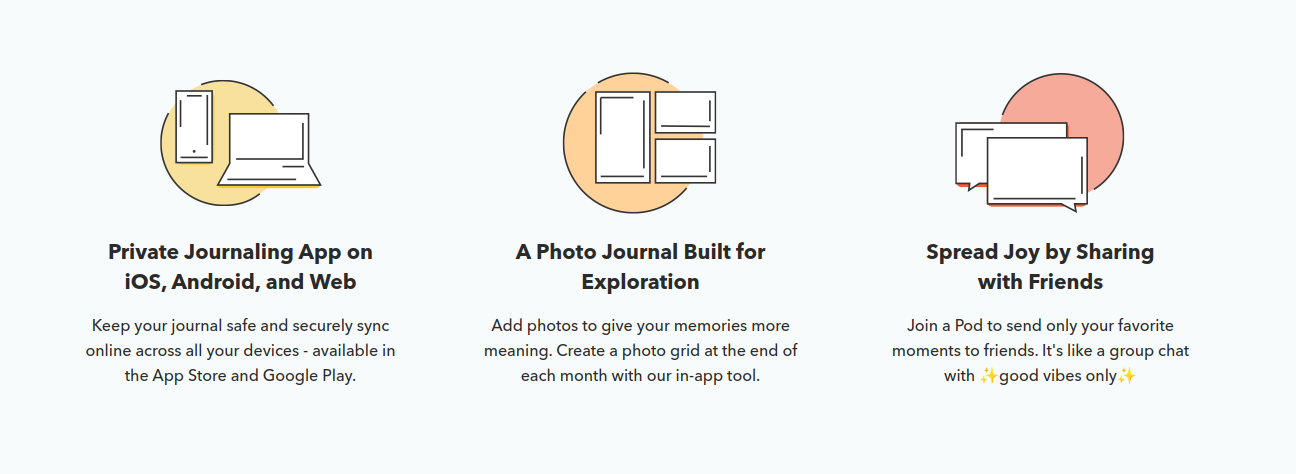 Private Journaling App on
iOS, Android, and Web
Keep your journal safe and securely sync
online across all your devices - available in
the App Store and Google Play.
A Photo Journal Built for
Exploration
Add photos to give your memories more
meaning. Create a photo grid at the end of
each month with our in-app tool.
Spread Joy by Sharing
with Friends
Join a Pod to send only your favorite
moments to friends. It's like a group chat
with ✨good vibes only✨